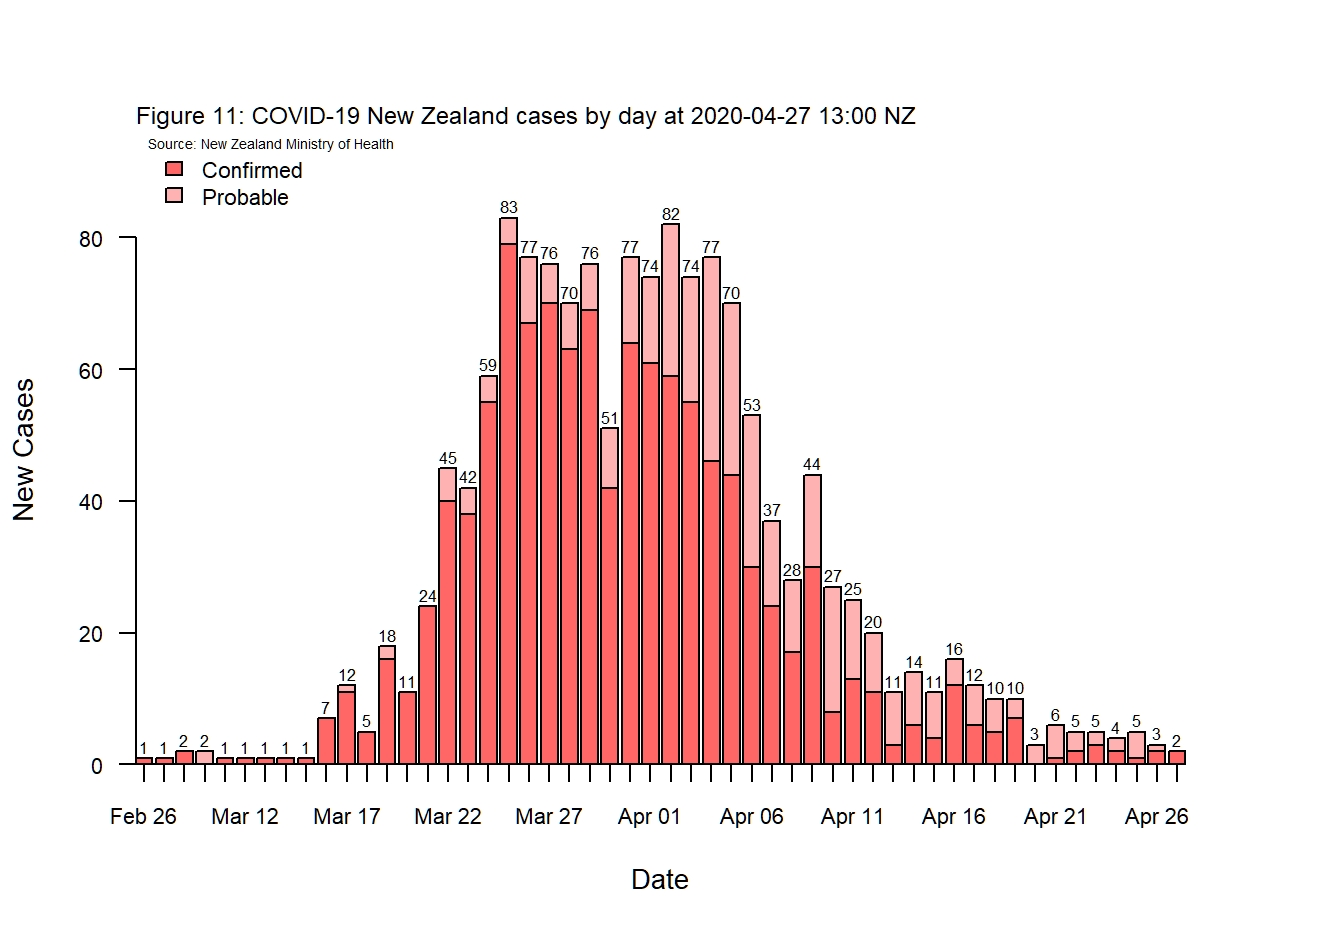 Figure 11: COVID-19 New Zealand cases by day at 2020-04-27 13:00 NZ
Source: New Zealand Ministry of Health
Confirmed
Probable
New Cases
80
60
40
20
0
1 1 2 2 1 1 1 1 1 7 12 5 18 11 24 45 42 59 83 77 76 70 76 51 77 74 82 74 77 70 53 37 28 44 27 25 20 11 14 11 16 12 10 10 3 6 5 5 4 5 3 2
Feb 26 Mar 12 Mar 17 Mar 22 Mar 27 Apr 01 Apr 06 Apr 11 Apr 16 Apr 21 Apr 26
Date